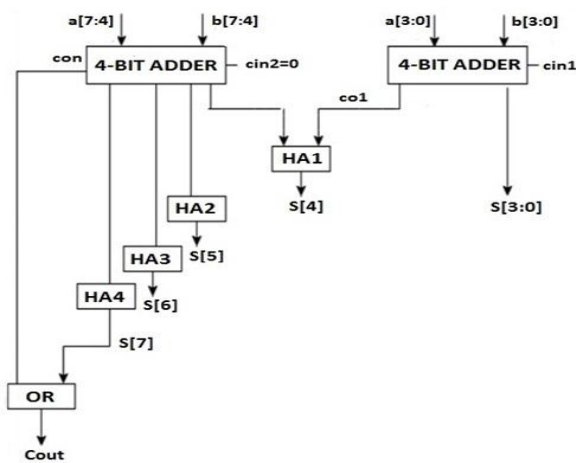 a[7:4] b[7:4] a[3:0] b[3:0]
con 4-BIT ADDER cin2=0 4-BIT ADDER cin1
co1
HA1
S[4] S[3:0]
HA2
S[5]
HA3
S[6]
HA4
S[7]
OR
Cout